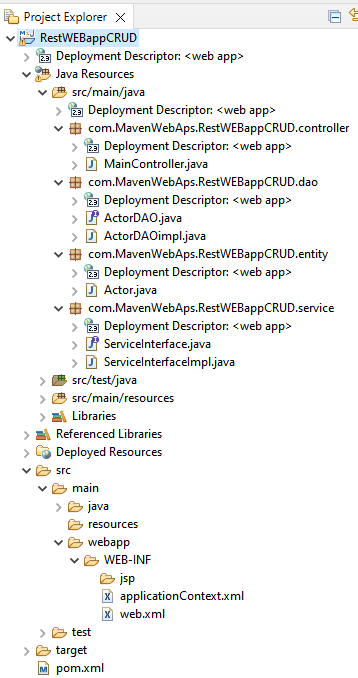 Project Explorer
RestWEBappCRUD
Deployment Descriptor: <web app>
Java Resources
src/main/java
Deployment Descriptor: <web app>
com.MavenWebAps.RestWEBappCRUD.controller
Deployment Descriptor: <web app>
MainController.java
com.MavenWebAps.RestWEBappCRUD.dao
Deployment Descriptor: <web app>
ActorDAO.java
ActorDAOimpl.java
com.MavenWebAps.RestWEBappCRUD.entity
Deployment Descriptor: <web app>
Actor.java
com.MavenWebAps.RestWEBappCRUD.service
Deployment Descriptor: <web app>
ServiceInterface.java
ServiceInterfaceImpl.java
src/test/java
src/main/resources
Libraries
Referenced Libraries
Deployed Resources
src
main
java
resources
webapp
WEB-INF
jsp
applicationContext.xml
web.xml
test
target
pom.xml